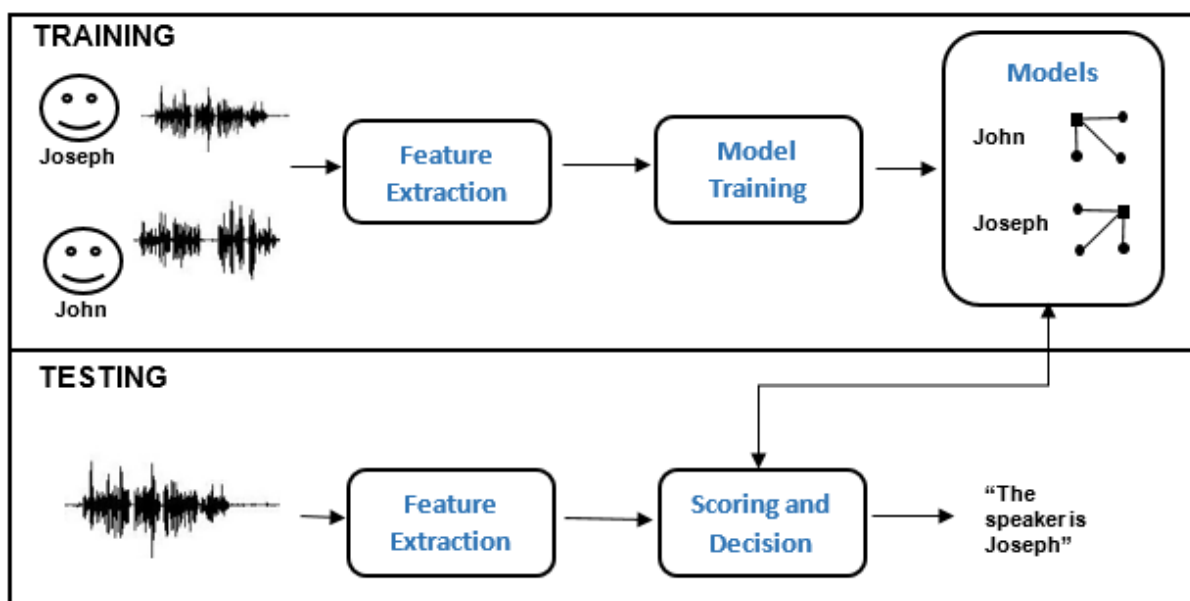 TRAINING
Joseph
John
Feature
Extraction
Model
Training
Models
John
Joseph
TESTING
Feature
Extraction
Scoring and
Decision
“The
speaker is
Joseph”